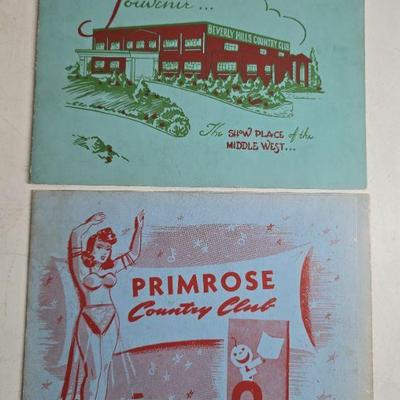 Souvenir...
BEVERLY HILLS COUNTRY CLUB
The SHOW PLACE of the
MIDDLE WEST...
PRIMROSE
Country Club